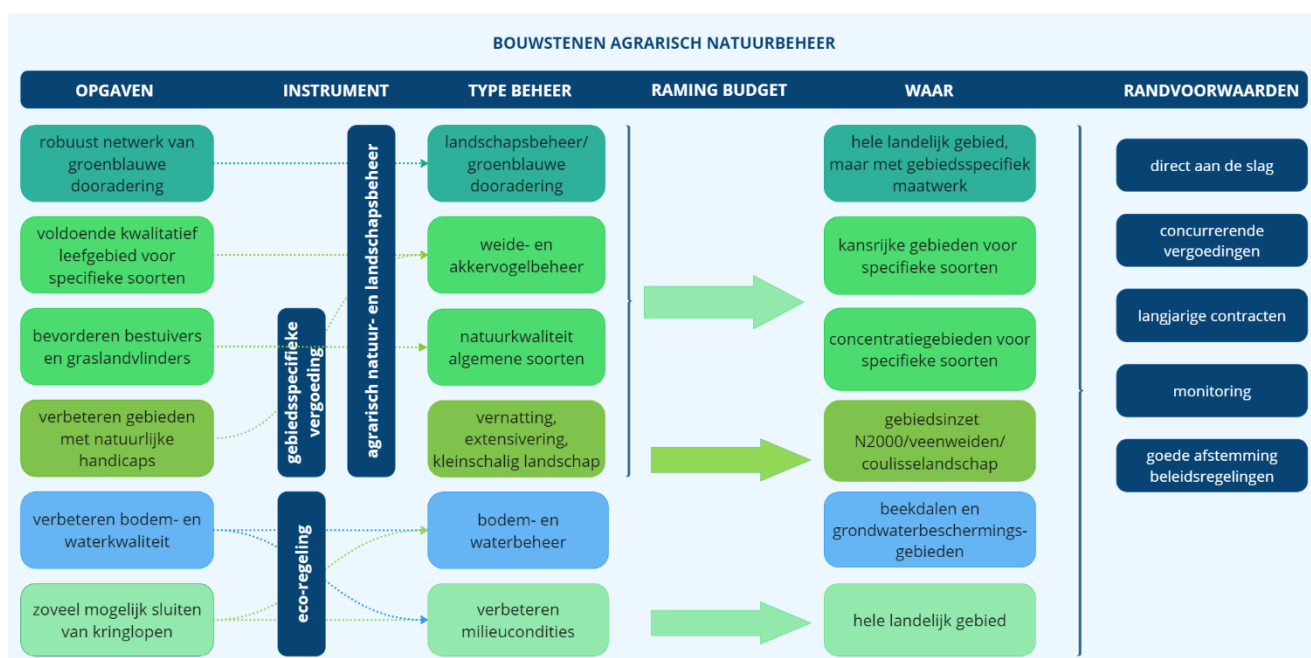 BOUWSTENEN AGRARISCH NATUURBEHEER
OPGAVEN
INSTRUMENT
TYPE BEHEER
RAMING BUDGET
WAAR
RANDVOORWAARDEN
robuust netwerk van
groenblauwe
dooradering
voldoende kwalitatief
leefgebied voor
specifieke soorten
bevorderen bestuivers
en graslandvlinders
verbeteren gebieden
met natuurlijke
handicaps
verbeteren bodem- en
waterkwaliteit
zoveel mogelijk sluiten
van kringlopen
gebiedsspecifieke
vergoeding
agrarisch natuur- en landschapsbeheer
eco-regeling
landschapsbeheer/
groenblauwe
dooradering
weide- en
akkervogelbeheer
natuurkwaliteit
algemene soorten
vernatting,
extensivering,
kleinschalig landschap
bodem- en
waterbeheer
verbeteren
milieucondities
hele landelijk gebied,
maar met gebiedsspecifiek
maatwerk
kansrijke gebieden voor
specifieke soorten
concentratiegebieden voor
specifieke soorten
gebiedsinzet
N2000/veenweiden/
coulisselandschap
beekdalen en
grondwaterbeschermings-
gebieden
hele landelijk gebied
direct aan de slag
concurrerende
vergoedingen
langjarige contracten
monitoring
goede afstemming
beleidsregelingen